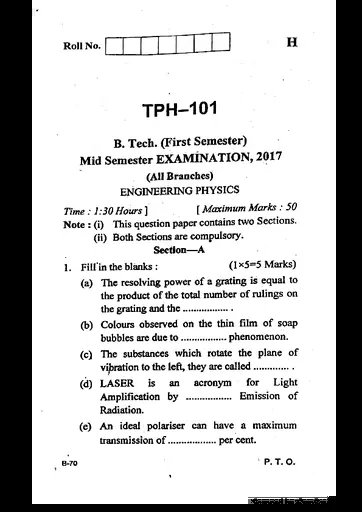 Roll No.
H
TPH–101
B. Tech. (First Semester)
Mid Semester EXAMINATION, 2017
(All Branches)
ENGINEERING PHYSICS
Time : 1:30 Hours ] [ Maximum Marks : 50
Note : (i) This question paper contains two Sections.
(ii) Both Sections are compulsory.
Section—A
1. Fill in the blanks : (1×5=5 Marks)
(a) The resolving power of a grating is equal to
the product of the total number of rulings on
the grating and the ................. .
(b) Colours observed on the thin film of soap
bubbles are due to ................. phenomenon.
(c) The substances which rotate the plane of
vibration to the left, they are called ............. .
(d) LASER is an acronym for Light
Amplification by ................. Emission of
Radiation.
(e) An ideal polariser can have a maximum
transmission of .................. per cent.
B-70 P. T. O.